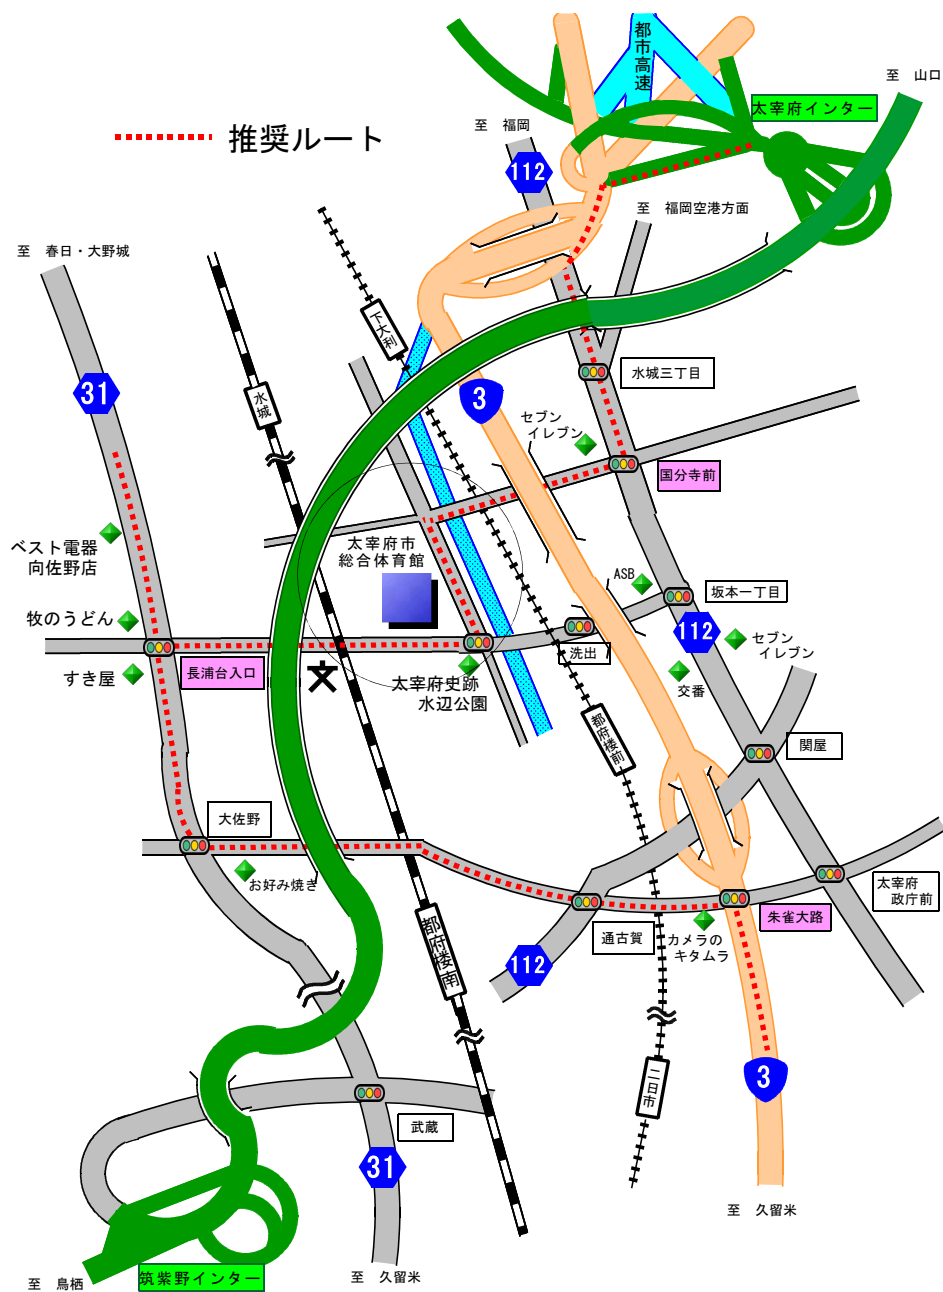 都市高速
至 山口
太宰府インター
至 福岡
推奨ルート
112
至 福岡空港方面
至 春日・大野城
下大利
水城三丁目
31
3
水城
セブン
イレブン
国分寺前
ベスト電器
向佐野店
太宰府市
総合体育館
ASB
坂本一丁目
牧のうどん
112
セブン
イレブン
洗出
すき屋
長浦台入口
文
太宰府史跡
水辺公園
交番
都府楼前
関屋
大佐野
お好み焼き
太宰府
政庁前
朱雀大路
通古賀
カメラの
キタムラ
都府楼南
112
二日市
3
武蔵
31
至 久留米
筑紫野インター
至 鳥栖
至 久留米